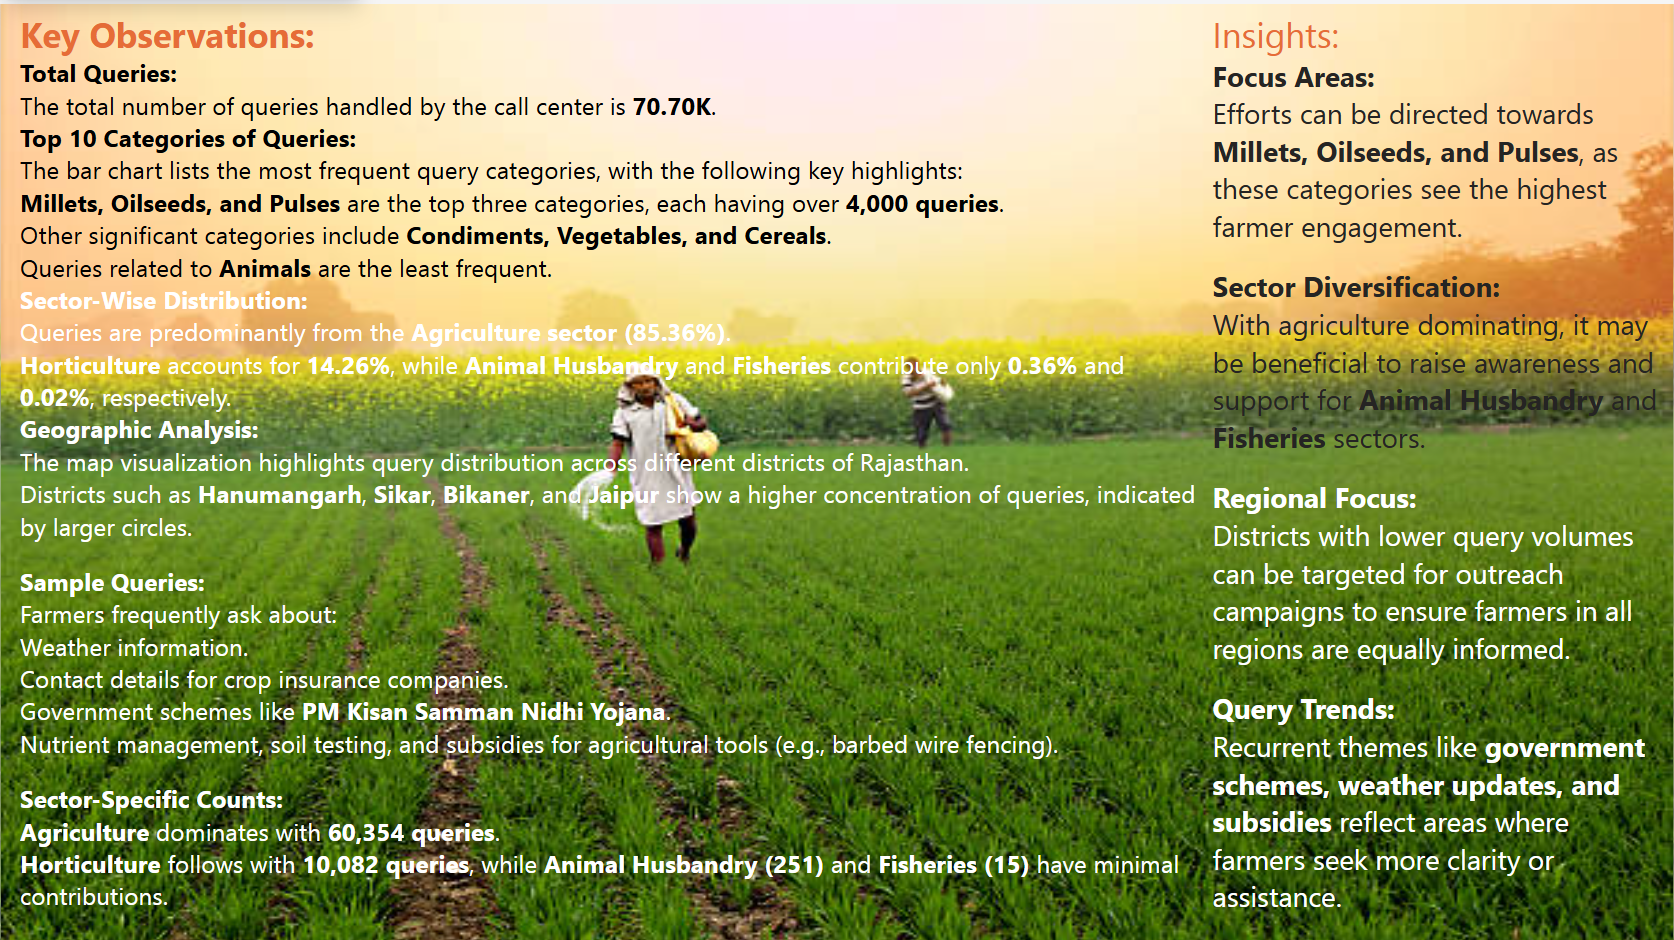 Key Observations:
Total Queries:
The total number of queries handled by the call center is 70.70K.
Top 10 Categories of Queries:
The bar chart lists the most frequent query categories, with the following key highlights:
Millets, Oilseeds, and Pulses are the top three categories, each having over 4,000 queries.
Other significant categories include Condiments, Vegetables, and Cereals.
Queries related to Animals are the least frequent.
Sector-Wise Distribution:
Queries are predominantly from the Agriculture sector (85.36%).
Horticulture accounts for 14.26%, while Animal Husbandry and Fisheries contribute only 0.36% and
0.02%, respectively.
Geographic Analysis:
The map visualization highlights query distribution across different districts of Rajasthan.
Districts such as Hanumangarh, Sikar, Bikaner, and Jaipur show a higher concentration of queries, indicated
by larger circles.
Sample Queries:
Farmers frequently ask about:
Weather information.
Contact details for crop insurance companies.
Government schemes like PM Kisan Samman Nidhi Yojana.
Nutrient management, soil testing, and subsidies for agricultural tools (e.g., barbed wire fencing).
Sector-Specific Counts:
Agriculture dominates with 60,354 queries.
Horticulture follows with 10,082 queries, while Animal Husbandry (251) and Fisheries (15) have minimal
contributions.
Insights:
Focus Areas:
Efforts can be directed towards
Millets, Oilseeds, and Pulses, as
these categories see the highest
farmer engagement.
Sector Diversification:
With agriculture dominating, it may
be beneficial to raise awareness and
support for Animal Husbandry and
Fisheries sectors.
Regional Focus:
Districts with lower query volumes
can be targeted for outreach
campaigns to ensure farmers in all
regions are equally informed.
Query Trends:
Recurrent themes like government
schemes, weather updates, and
subsidies reflect areas where
farmers seek more clarity or
assistance.